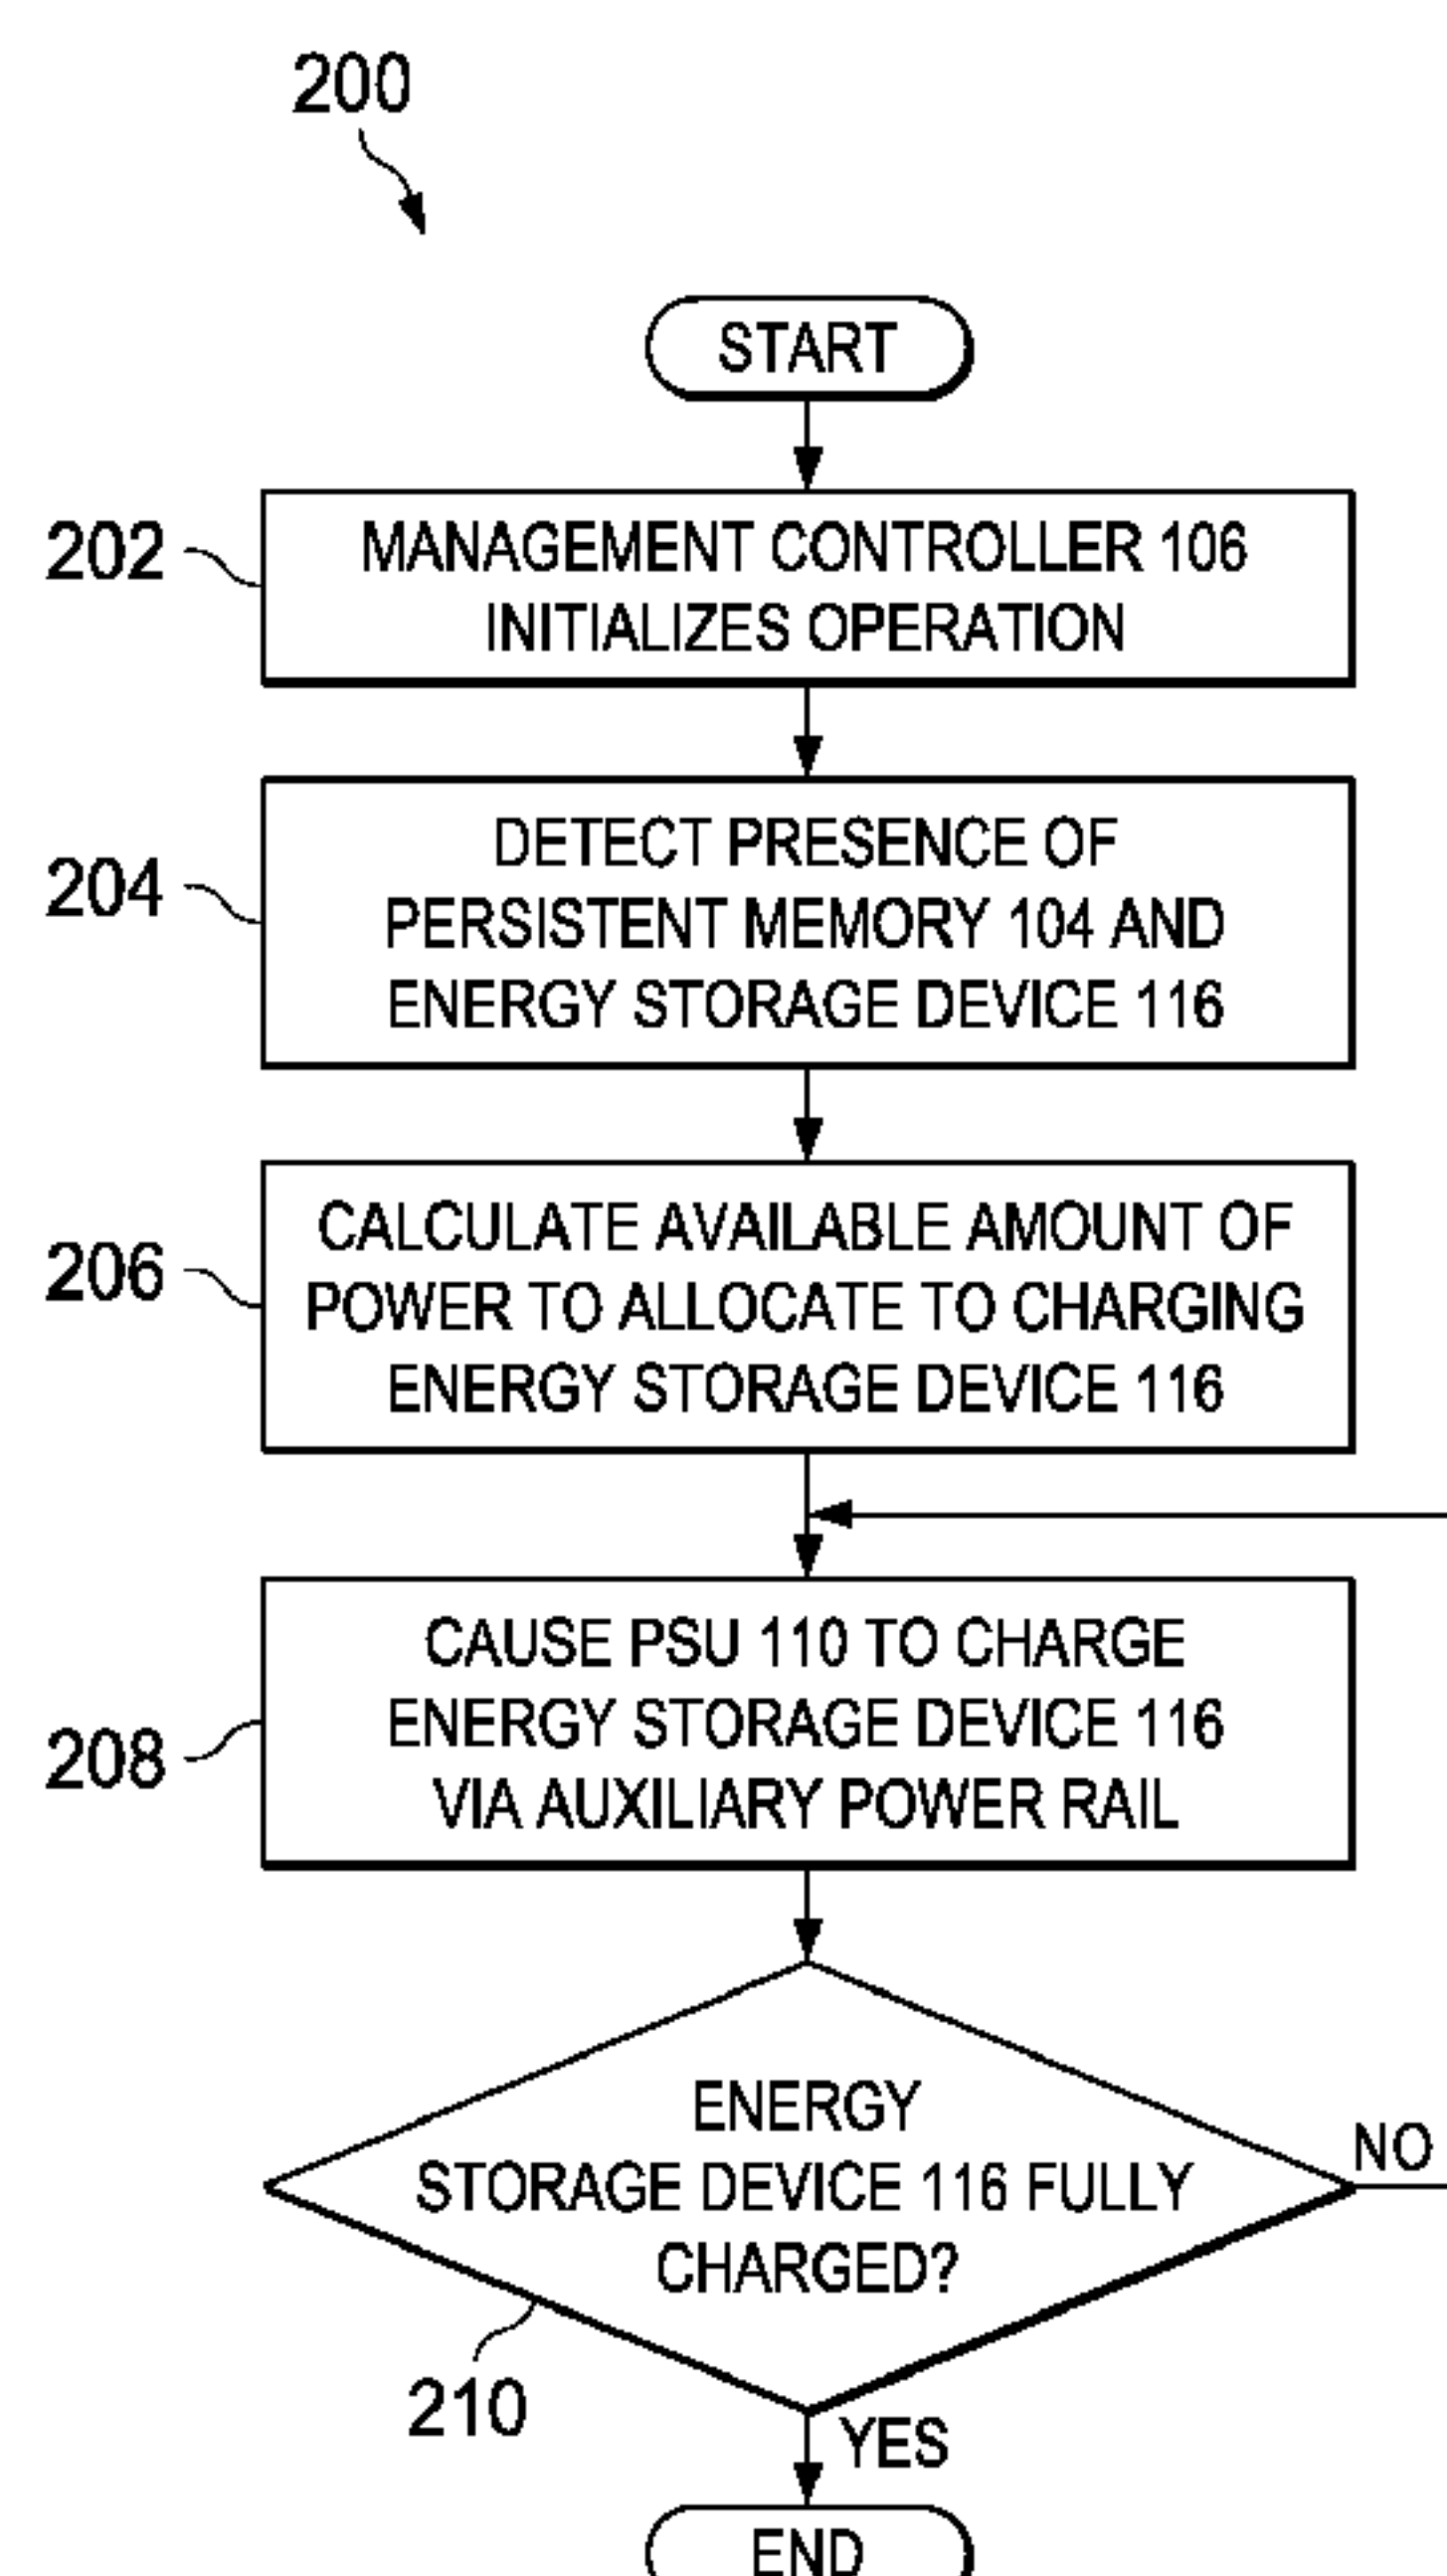 200
START
202
MANAGEMENT CONTROLLER 106
INITIALIZES OPERATION
204
DETECT PRESENCE OF
PERSISTENT MEMORY 104 AND
ENERGY STORAGE DEVICE 116
206
CALCULATE AVAILABLE AMOUNT OF
POWER TO ALLOCATE TO CHARGING
ENERGY STORAGE DEVICE 116
208
CAUSE PSU 110 TO CHARGE
ENERGY STORAGE DEVICE 116
VIA AUXILIARY POWER RAIL
ENERGY
STORAGE DEVICE 116 FULLY
CHARGED?
NO
210
YES
END